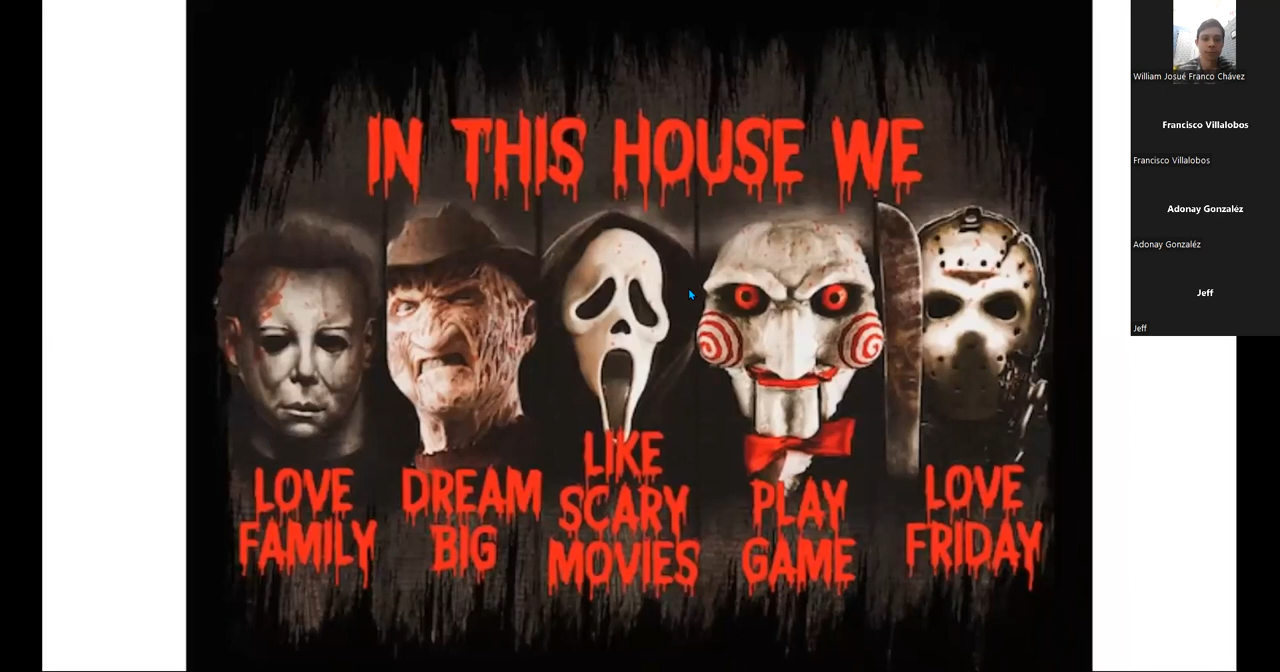 IN THIS HOUSE WE
LOVE
FAMILY
DREAM
BIG
LIKE
SCARY
MOVIES
PLAY
GAME
LOVE
FRIDAY
William Josué Franco Chávez
Francisco Villalobos
Francisco Villalobos
Adonay Gonzaléz
Adonay Gonzaléz
Jeff
Jeff